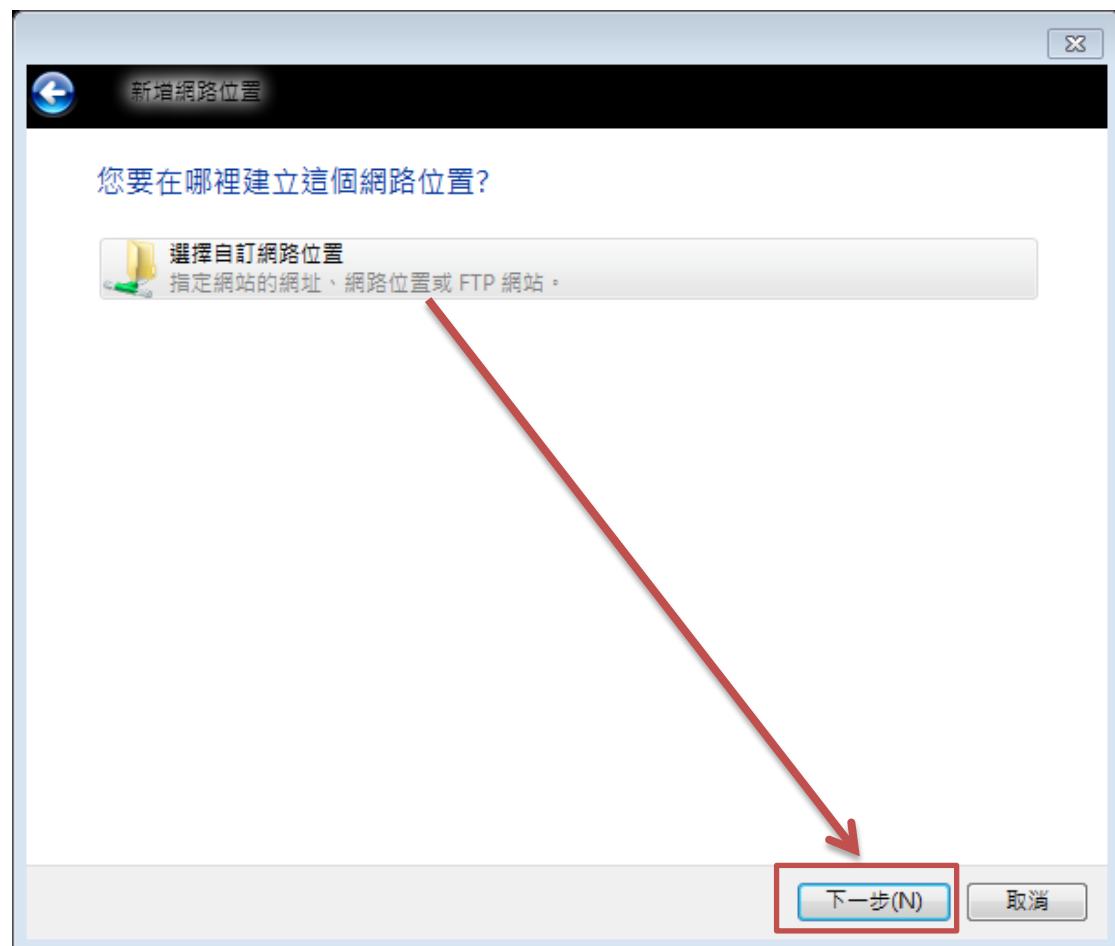 新增網路位置
您要在哪裡建立這個網路位置?
選擇自訂網路位置
指定網站的網址、網路位置或 FTP 網站。
下一步(N)
取消